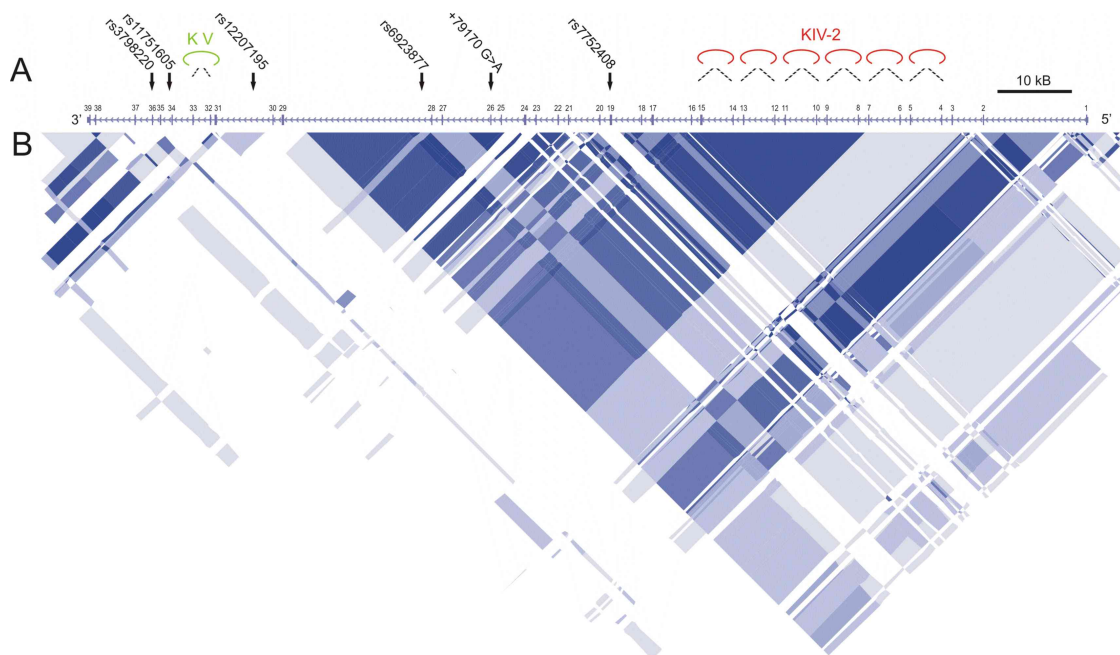 A
rs3798220
rs11751605
K V
rs12207195
rs6923877
+79170 G>A
rs7752408
KIV-2
10 kB
3'
39 38 37 36 35 34 33 32 31 30 29 28 27 26 25 24 23 22 21 20 19 18 17 16 15 14 13 12 11 10 9 8 7 6 5 4 3 2 1
5'
B